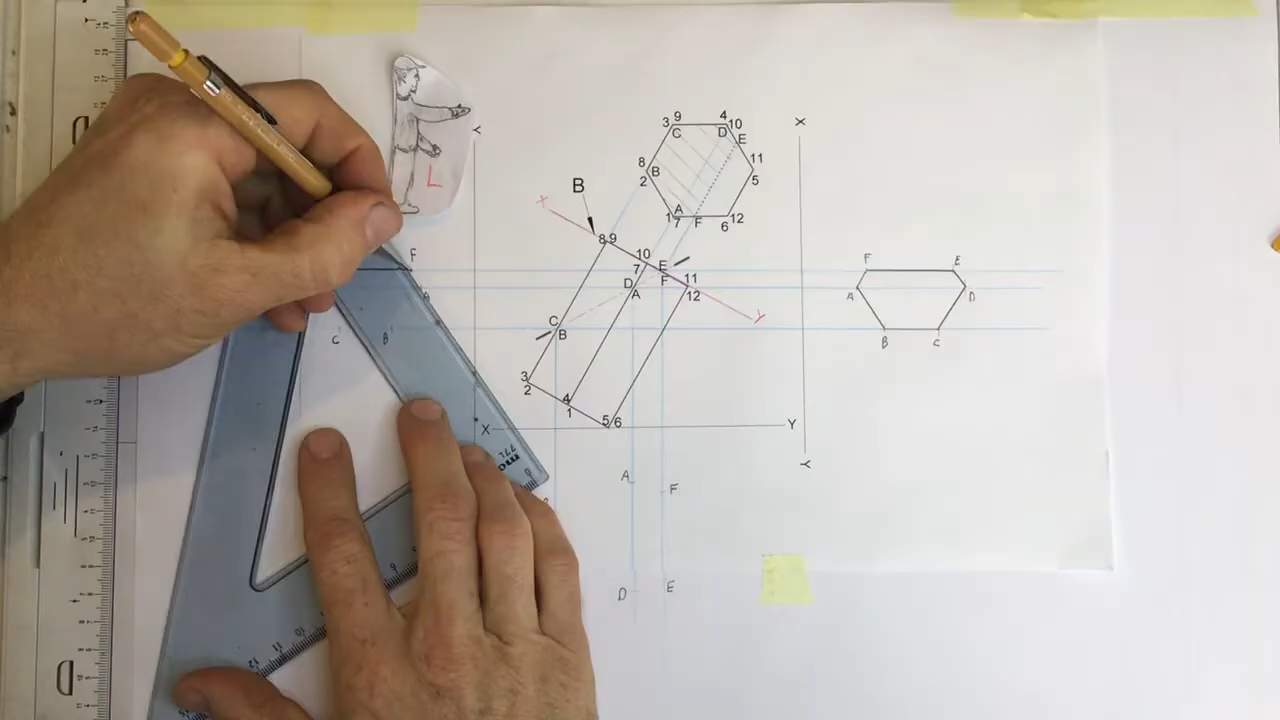 3 9 4 10
C D E
8 B 11
2 5
A
1 7 F 6 12
L
Y
X
B
X
8 9
10
7 E
F 11
D 12
A
F
A
Y
F E
A D
B C
C B
C' B'
3
2
4
1
5 6
X Y
Y
A F
D E